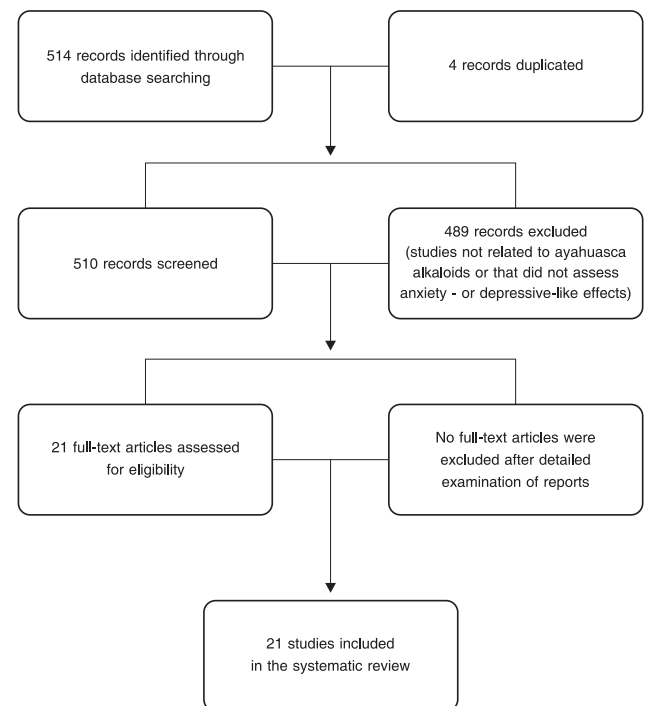 514 records identified through
database searching
4 records duplicated
510 records screened
489 records excluded
(studies not related to ayahuasca
alkaloids or that did not assess
anxiety - or depressive-like effects)
21 full-text articles assessed
for eligibility
No full-text articles were
excluded after detailed
examination of reports
21 studies included
in the systematic review